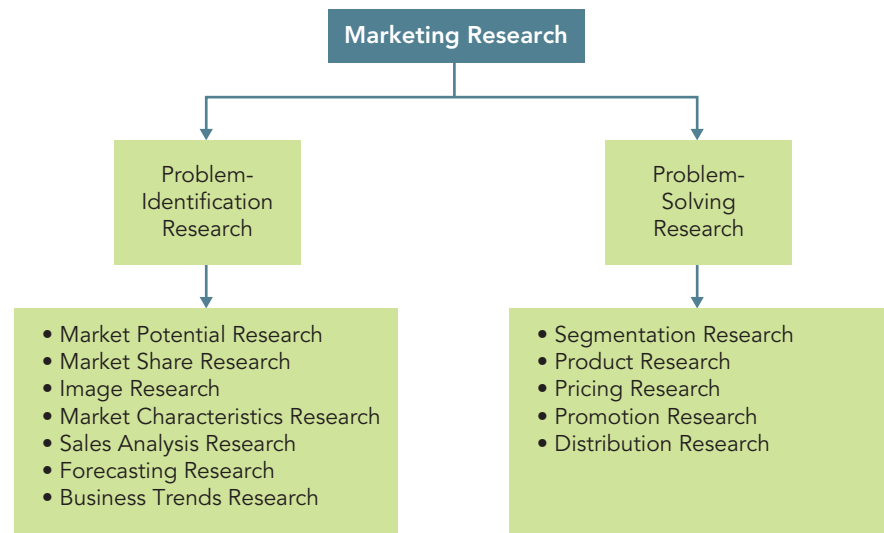 Marketing Research
Problem-
Identification
Research
Problem-
Solving
Research
• Market Potential Research
• Market Share Research
• Image Research
• Market Characteristics Research
• Sales Analysis Research
• Forecasting Research
• Business Trends Research
• Segmentation Research
• Product Research
• Pricing Research
• Promotion Research
• Distribution Research